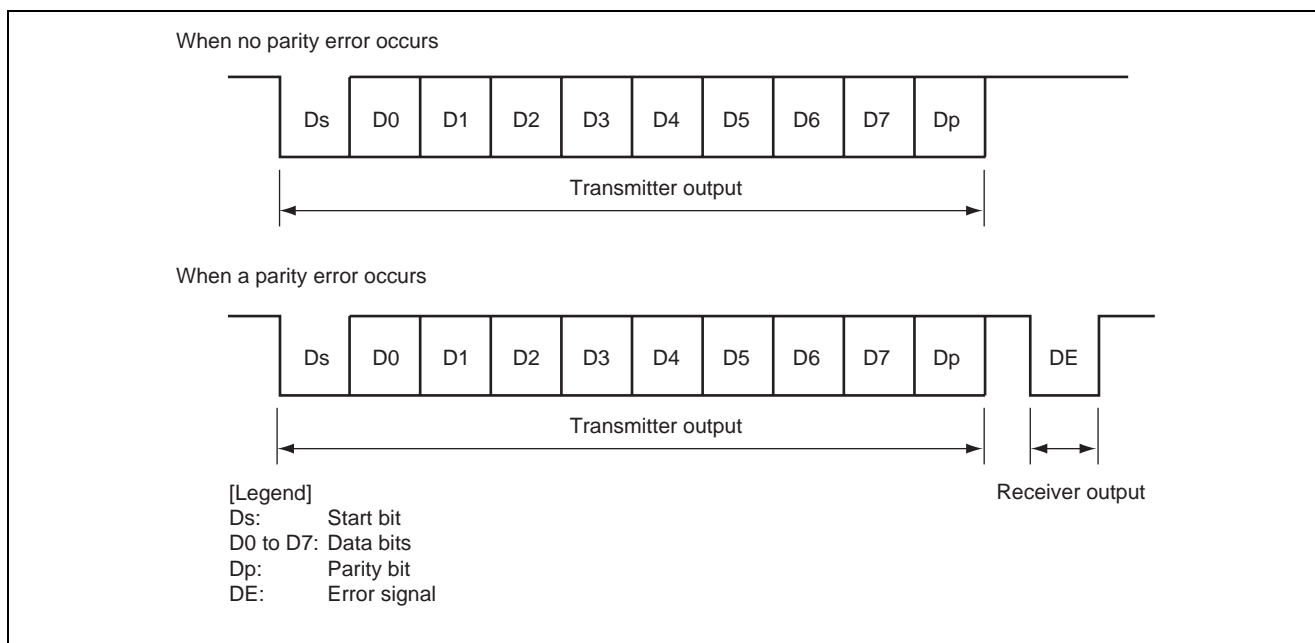 When no parity error occurs
Ds D0 D1 D2 D3 D4 D5 D6 D7 Dp
Transmitter output
When a parity error occurs
Ds D0 D1 D2 D3 D4 D5 D6 D7 Dp DE
Transmitter output
Receiver output
[Legend]
Ds: Start bit
D0 to D7: Data bits
Dp: Parity bit
DE: Error signal